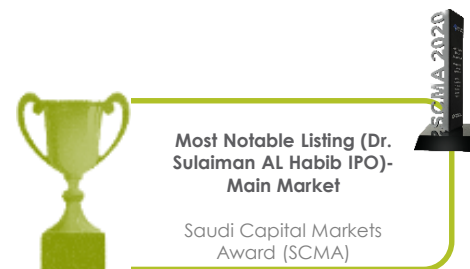 SCMA 2020
Most Notable Listing (Dr.
Sulaiman AL Habib IPO)-
Main Market
Saudi Capital Markets
Award (SCMA)